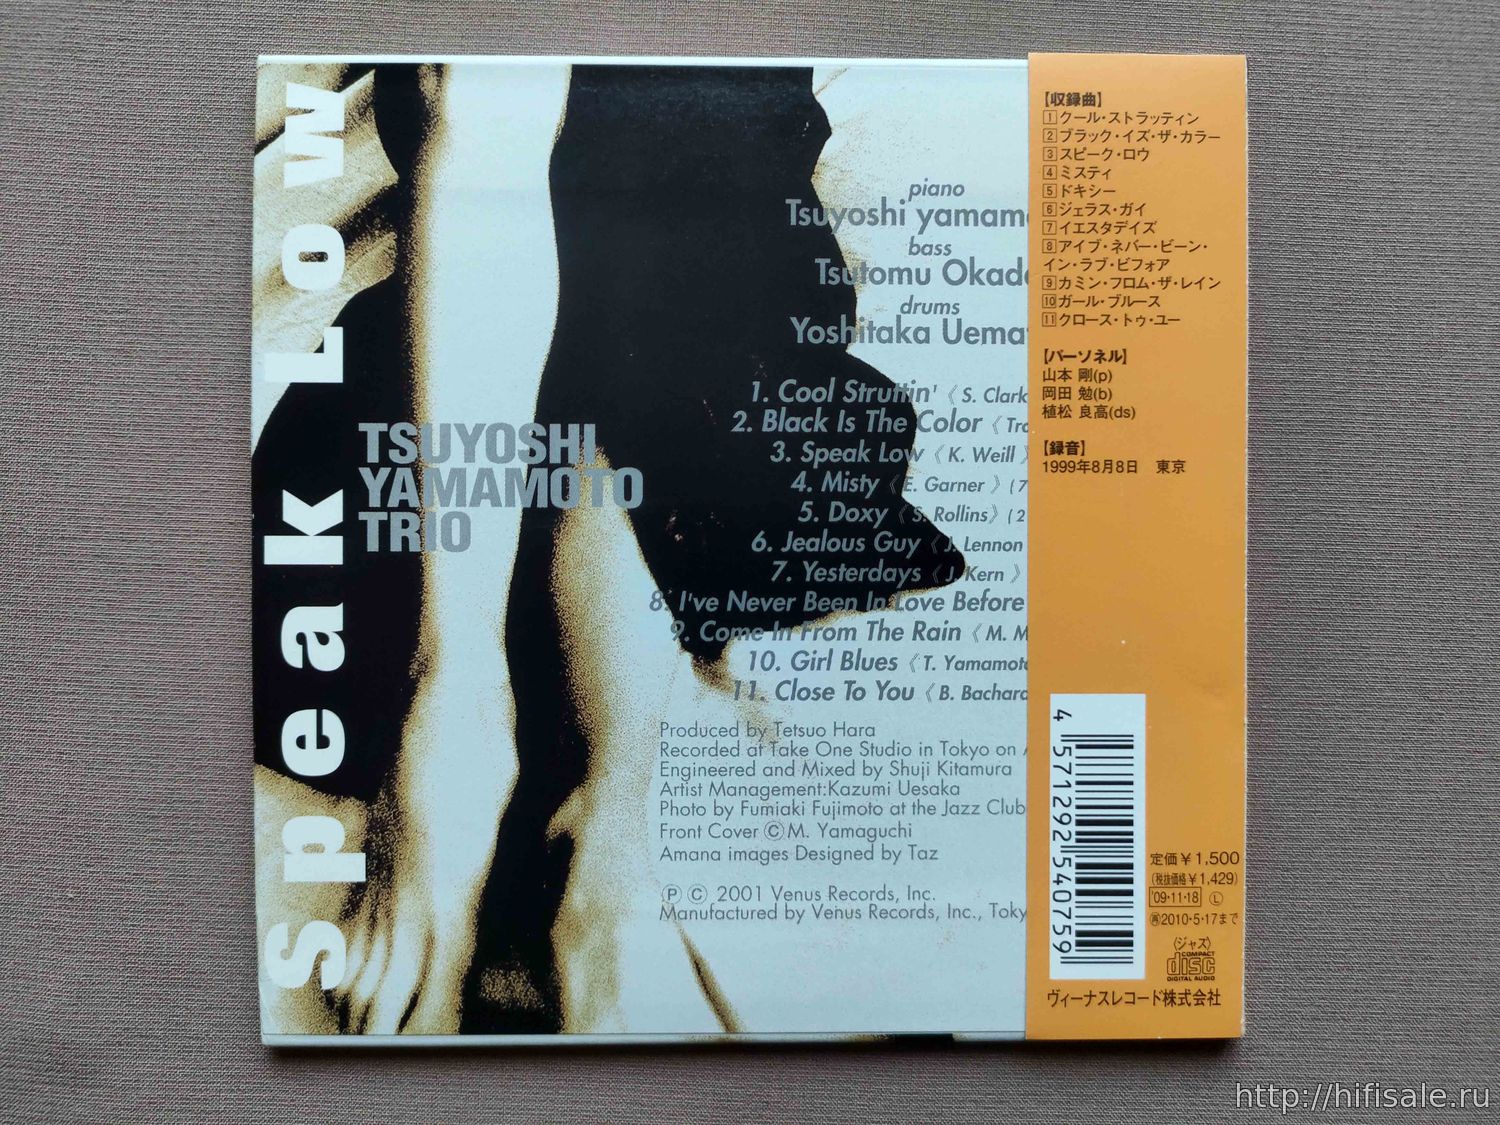 Speak Low
TSUYOSHI
YAMAMOTO
TRIO
piano
Tsuyoshi yamam
bass
Tsutomu Okad
drums
Yoshitaka Uema
1. Cool Struttin'《 S. Clark
2. Black Is The Color《 Tra
3. Speak Low《 K. Weill 》
4. Misty《 E. Garner 》( 7
5. Doxy《 S. Rollins》( 2
6. Jealous Guy《 J. Lennon
7. Yesterdays《 J. Kern 》
8. I've Never Been In Love Before
9. Come In From The Rain《 M. M
10. Girl Blues《 T. Yamamoto
11. Close To You《 B. Bachara
Produced by Tetsuo Hara
Recorded at Take One Studio in Tokyo on A
Engineered and Mixed by Shuji Kitamura
Artist Management:Kazumi Uesaka
Photo by Fumiaki Fujimoto at the Jazz Club
Front Cover ©M. Yamaguchi
Amana images Designed by Taz
Ⓟ © 2001 Venus Records, Inc.
Manufactured by Venus Records, Inc., Toky
【収録曲】
1 クール・ストラッティン
2 ブラック・イズ・ザ・カラー
3 スピーク・ロウ
4 ミスティ
5 ドキシー
6 ジェラス・ガイ
7 イエスタデイズ
8 アイブ・ネバー・ビーン・
イン・ラブ・ビフォア
9 カミン・フロム・ザ・レイン
10 ガール・ブルース
11 クロース・トゥ・ユー
【パーソネル】
山本 剛(p)
岡田 勉(b)
植松 良高(ds)
【録音】
1999年8月8日 東京
4 571292 540759
定価￥1,500
(税抜価格￥1,429)
'09・11・18 Ⓛ
再2010・5・17まで
〈ジャズ〉
COMPACT
disc
DIGITAL AUDIO
ヴィーナスレコード株式会社
http://hifisale.ru